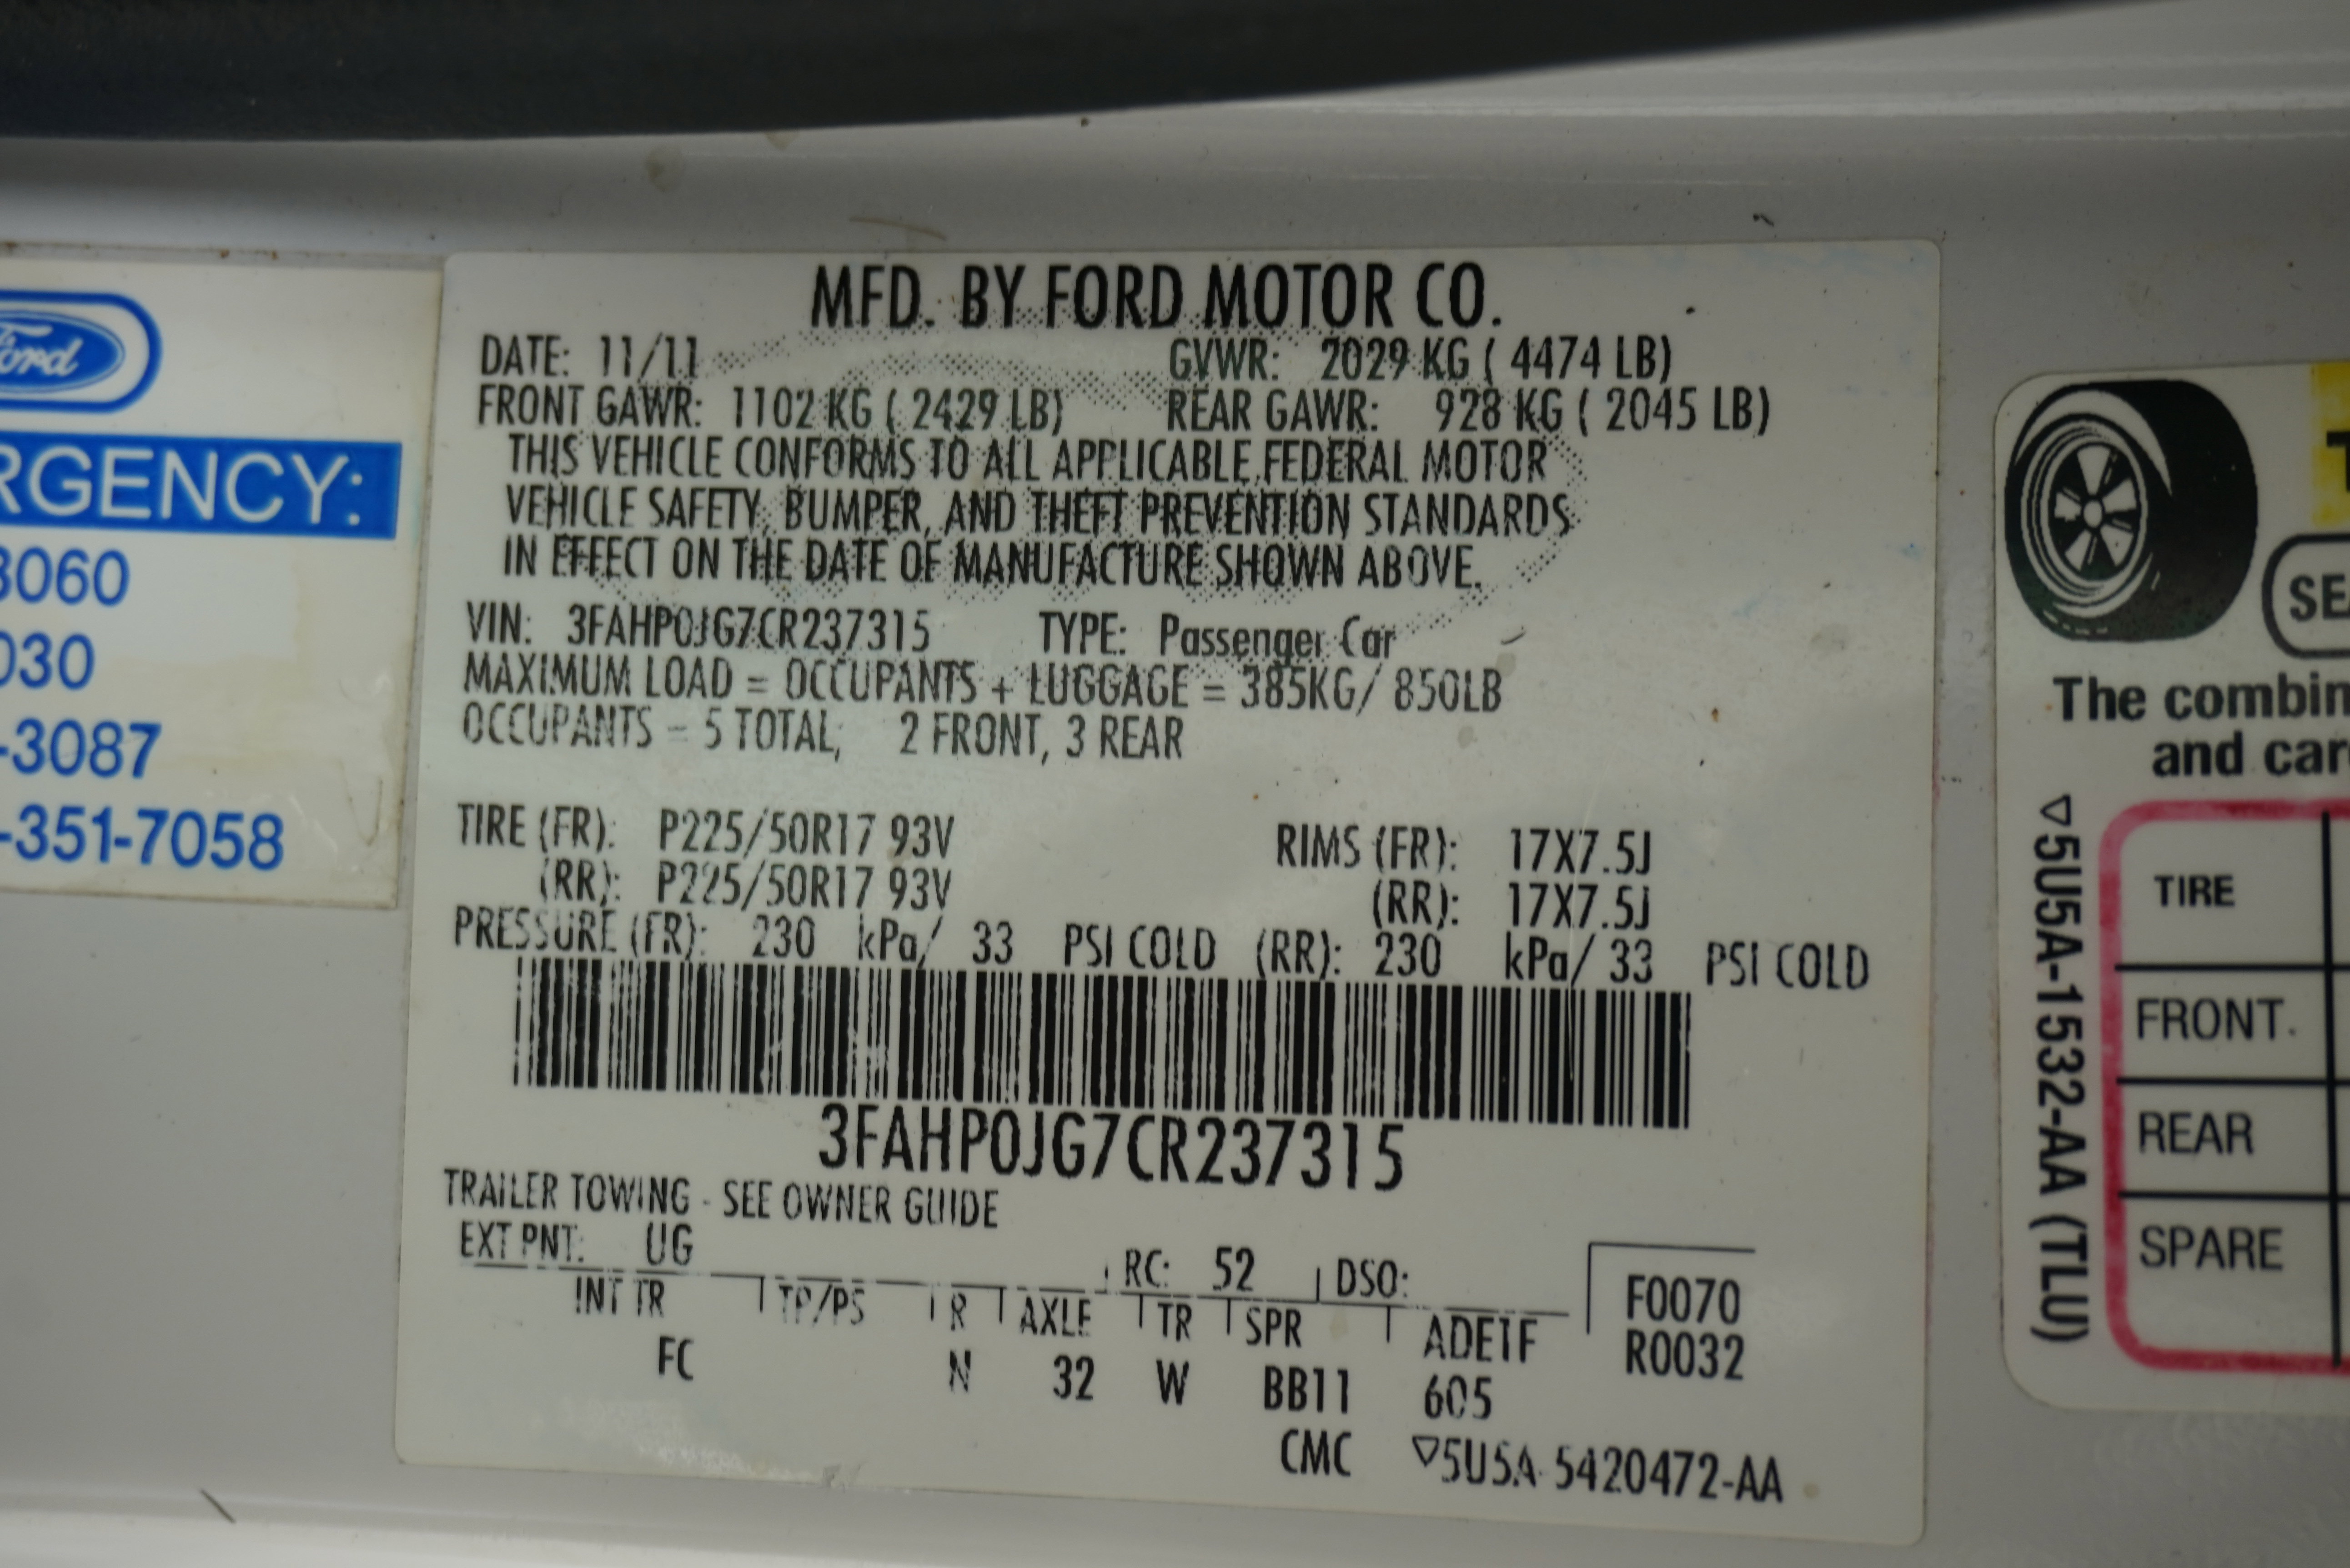 Ford
RGENCY:
3060
030
-3087
-351-7058
MFD. BY FORD MOTOR CO.
DATE: 11/11 GVWR: 2029 KG ( 4474 LB)
FRONT GAWR: 1102 KG ( 2429 LB) REAR GAWR: 928 KG ( 2045 LB)
THIS VEHICLE CONFORMS TO ALL APPLICABLE FEDERAL MOTOR
VEHICLE SAFETY, BUMPER, AND THEFT PREVENTION STANDARDS
IN EFFECT ON THE DATE OF MANUFACTURE SHOWN ABOVE.
VIN: 3FAHP0JG7CR237315 TYPE: Passenger Car
MAXIMUM LOAD = OCCUPANTS + LUGGAGE = 385KG/ 850LB
OCCUPANTS = 5 TOTAL, 2 FRONT, 3 REAR
TIRE (FR): P225/50R17 93V RIMS (FR): 17X7.5J
(RR): P225/50R17 93V (RR): 17X7.5J
PRESSURE (FR): 230 kPa/ 33 PSI COLD (RR): 230 kPa/ 33 PSI COLD
3FAHP0JG7CR237315
TRAILER TOWING - SEE OWNER GUIDE
EXT PNT: UG RC: 52 DSO:
INT TR TP/PS R AXLE TR SPR ADE1F F0070
FC N 32 W BB11 605 R0032
CMC ▽5U5A-5420472-AA
SE
The combin
and car
▽5U5A-1532-AA (TLU)
TIRE
FRONT
REAR
SPARE